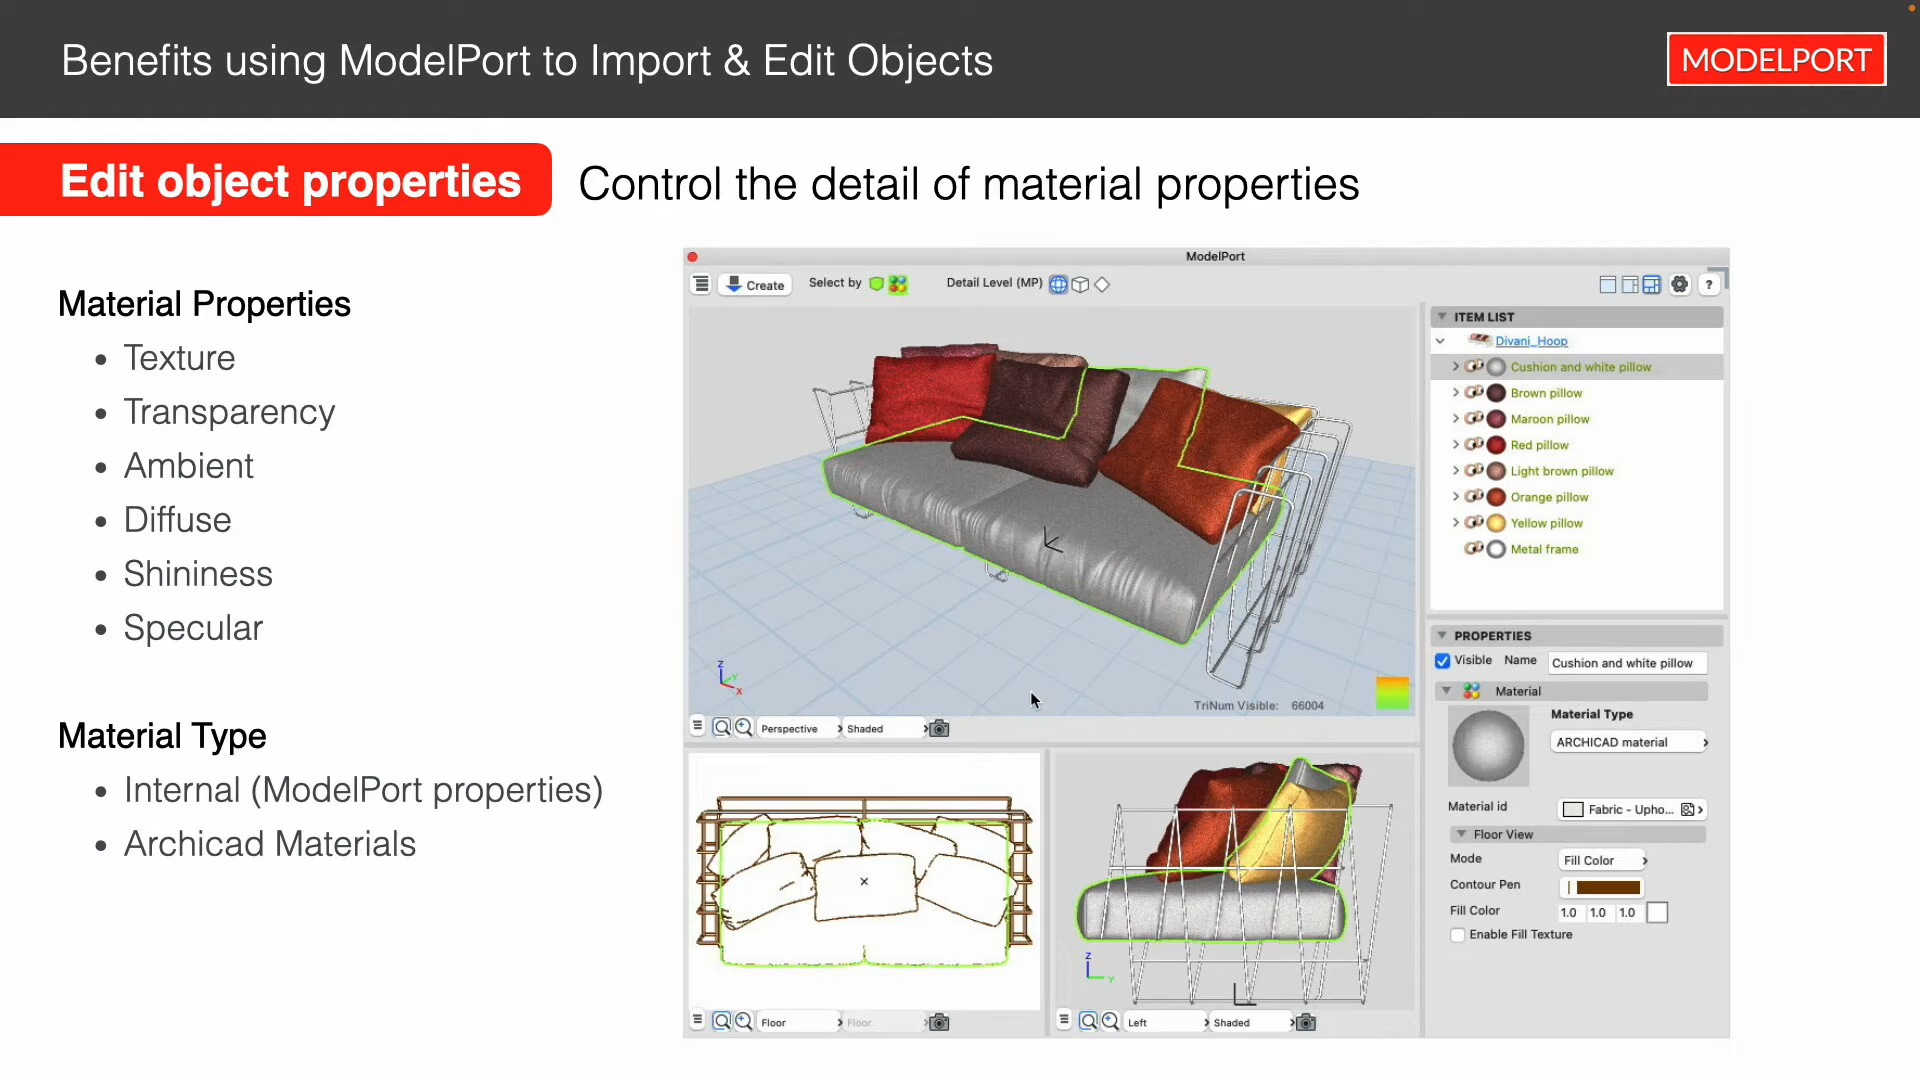 Benefits using ModelPort to Import & Edit Objects
MODELPORT
Edit object properties
Control the detail of material properties
Material Properties
• Texture
• Transparency
• Ambient
• Diffuse
• Shininess
• Specular
Material Type
• Internal (ModelPort properties)
• Archicad Materials
ModelPort
Create
Select by
Detail Level (MP)
?
Z
Y
X
TriNum Visible: 66004
Perspective
Shaded
Floor
Floor
Z
Y
Left
Shaded
ITEM LIST
Divani_Hoop
Cushion and white pillow
Brown pillow
Maroon pillow
Red pillow
Light brown pillow
Orange pillow
Yellow pillow
Metal frame
PROPERTIES
Visible Name Cushion and white pillow
Material
Material Type
ARCHICAD material
Material id Fabric - Upho...
Floor View
Mode Fill Color
Contour Pen
Fill Color 1.0 1.0 1.0
Enable Fill Texture